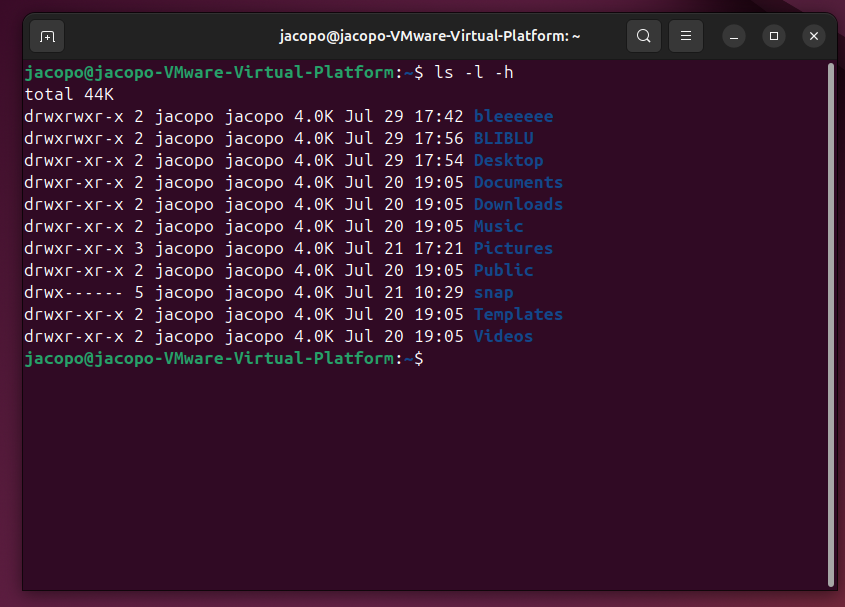 jacopo@jacopo-VMware-Virtual-Platform: ~
jacopo@jacopo-VMware-Virtual-Platform:~$ ls -l -h
total 44K
drwxrwxr-x 2 jacopo jacopo 4.0K Jul 29 17:42 bleeeeee
drwxrwxr-x 2 jacopo jacopo 4.0K Jul 29 17:56 BLIBLU
drwxr-xr-x 2 jacopo jacopo 4.0K Jul 29 17:54 Desktop
drwxr-xr-x 2 jacopo jacopo 4.0K Jul 20 19:05 Documents
drwxr-xr-x 2 jacopo jacopo 4.0K Jul 20 19:05 Downloads
drwxr-xr-x 2 jacopo jacopo 4.0K Jul 20 19:05 Music
drwxr-xr-x 3 jacopo jacopo 4.0K Jul 21 17:21 Pictures
drwxr-xr-x 2 jacopo jacopo 4.0K Jul 20 19:05 Public
drwx------ 5 jacopo jacopo 4.0K Jul 21 10:29 snap
drwxr-xr-x 2 jacopo jacopo 4.0K Jul 20 19:05 Templates
drwxr-xr-x 2 jacopo jacopo 4.0K Jul 20 19:05 Videos
jacopo@jacopo-VMware-Virtual-Platform:~$